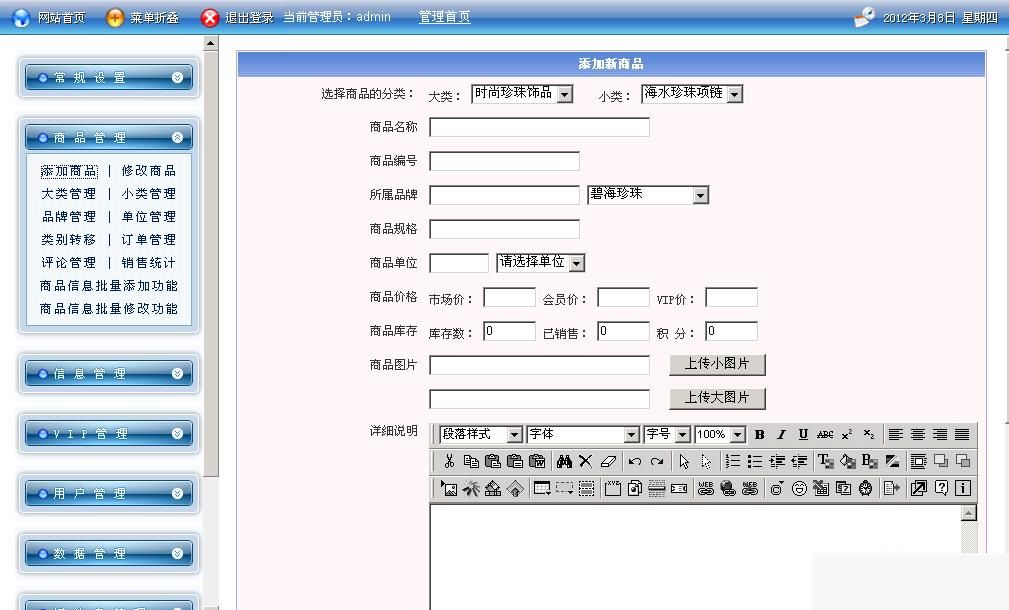 网站首页 菜单折叠 退出登录 当前管理员：admin 管理首页 2012年3月8日 星期四
常 规 设 置
商 品 管 理
添加商品 | 修改商品
大类管理 | 小类管理
品牌管理 | 单位管理
类别转移 | 订单管理
评论管理 | 销售统计
商品信息批量添加功能
商品信息批量修改功能
信 息 管 理
V I P 管 理
用 户 管 理
数 据 管 理
添加新商品
选择商品的分类： 大类： 时尚珍珠饰品 小类： 海水珍珠项链
商品名称
商品编号
所属品牌 碧海珍珠
商品规格
商品单位 请选择单位
商品价格 市场价： 会员价： VIP价：
商品库存 库存数： 0 已销售： 0 积 分： 0
商品图片 上传小图片
上传大图片
详细说明 段落样式 字体 字号 100% B I U ABC x² x₂